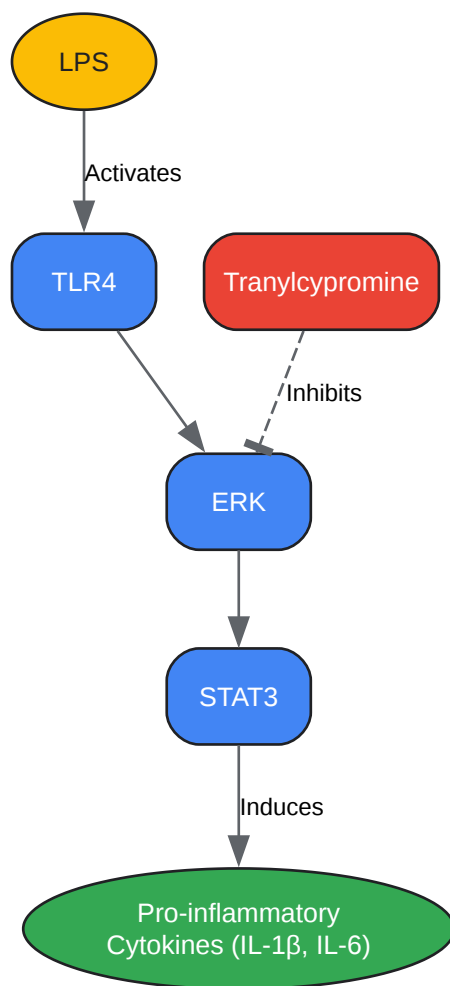 LPS
Activates
TLR4
Tranylcypromine
Inhibits
ERK
STAT3
Induces
Pro-inflammatory
Cytokines (IL-1β, IL-6)